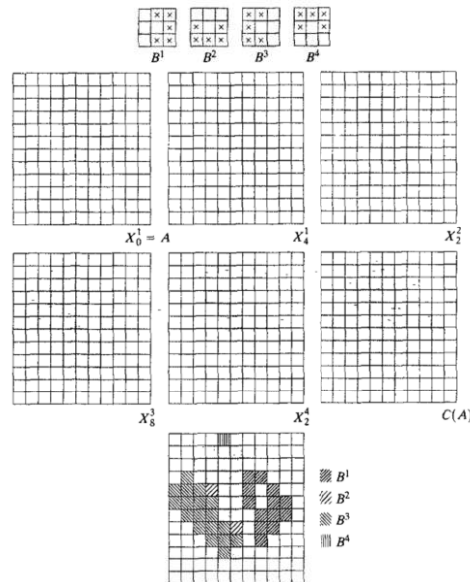 B¹ B² B³ B⁴
X₀¹ = A X₄¹ X₂²
X₈³ X₂⁴ C(A)
B¹
B²
B³
B⁴